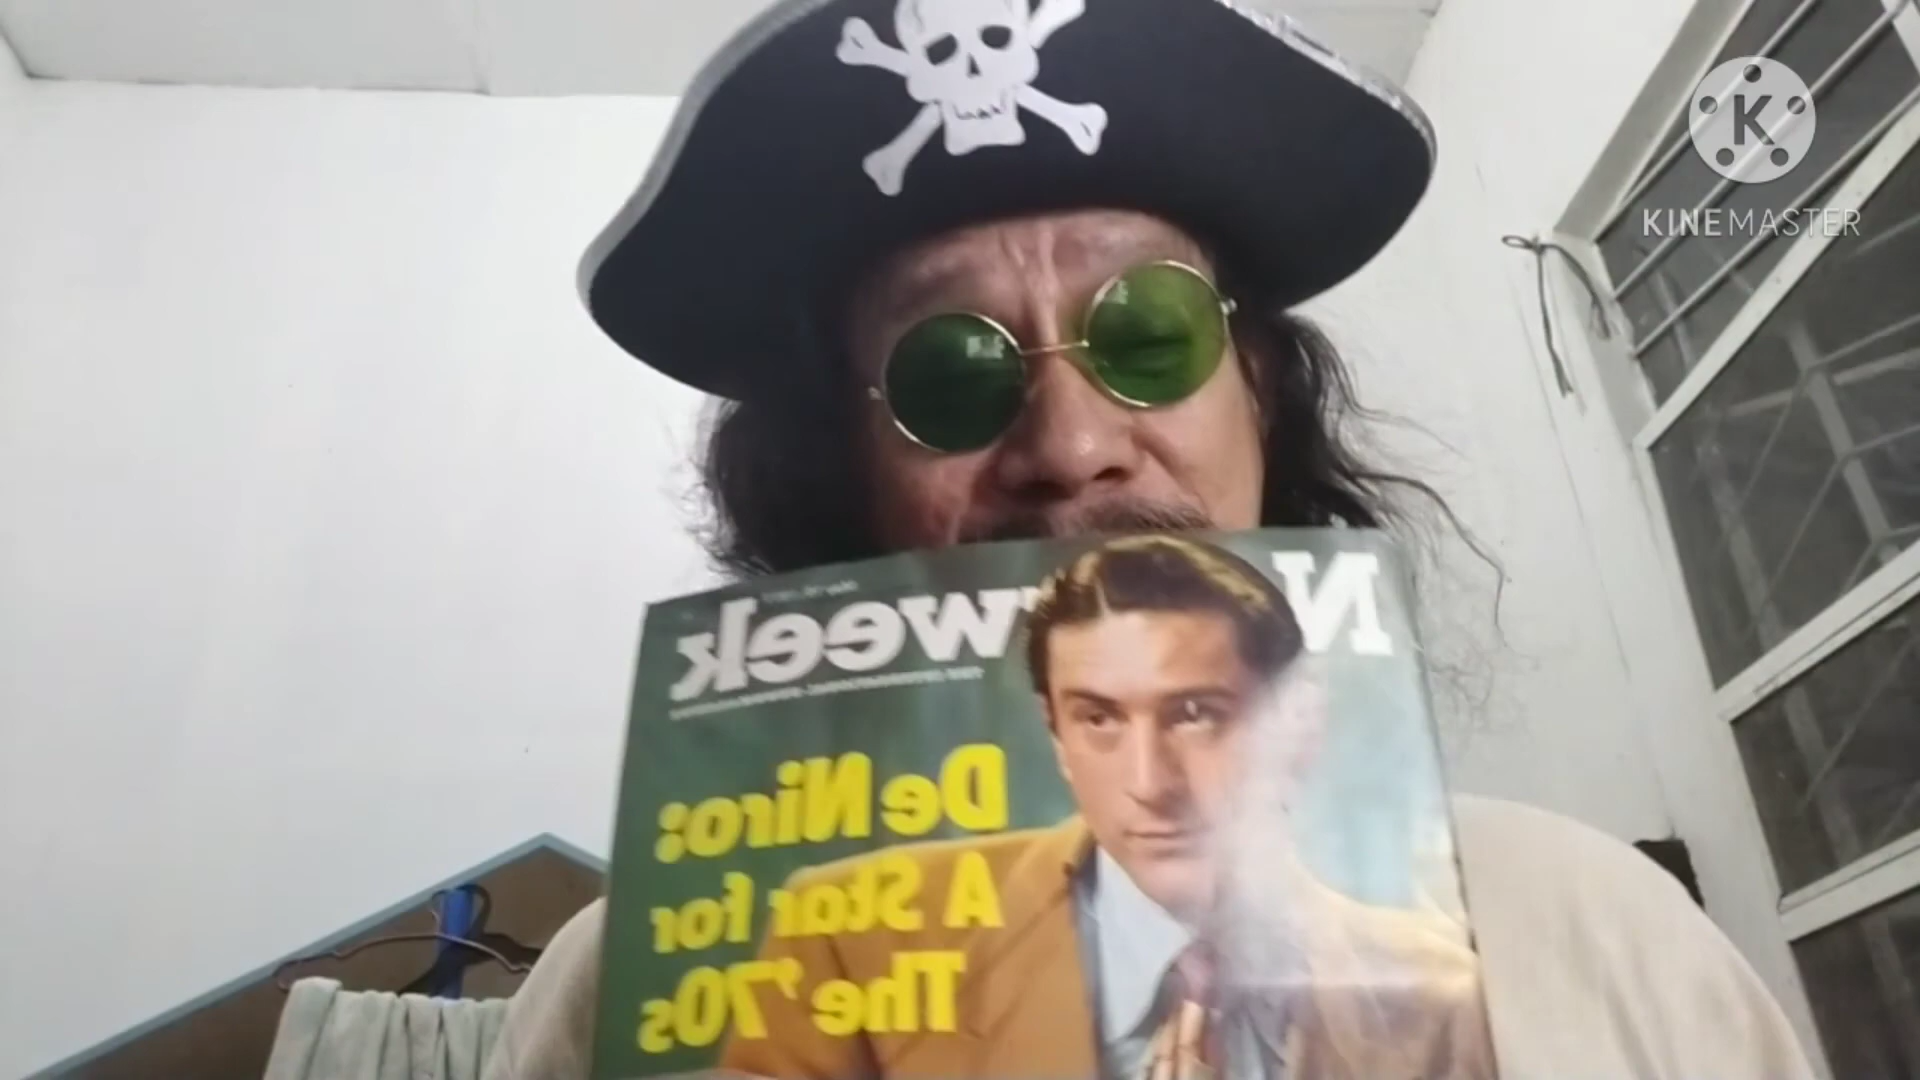 K
KINEMASTER
N week
De Niro:
A Star for
The '70s